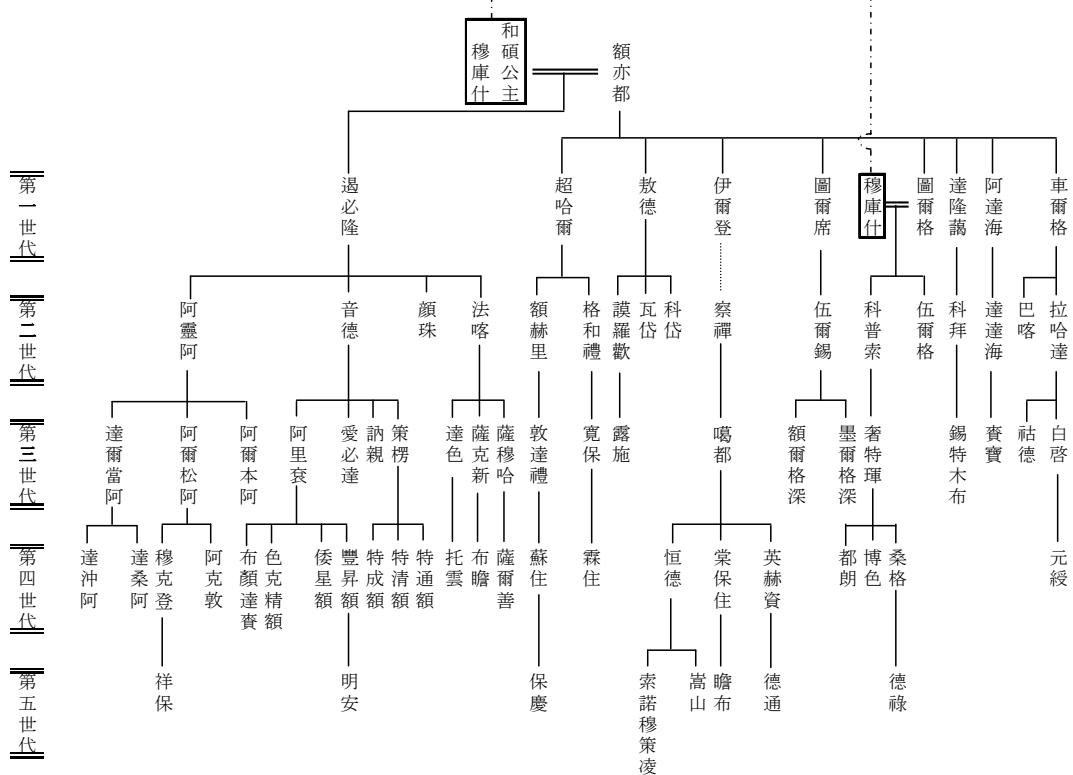 和碩公主
穆庫什
額亦都
第一世代
車爾格
阿達海
達隆藹
圖爾格
穆庫什
圖爾席
伊爾登
敖德
超哈爾
遏必隆
第二世代
拉哈達
巴喀
達達海
科拜
伍爾格
科普索
伍爾錫
察禪
科岱
瓦岱
謨羅歡
格和禮
額赫里
法喀
顏珠
音德
阿靈阿
第三世代
白啓
祜德
賚寶
錫特木布
奢特琿
墨爾格深
額爾格深
噶都
露施
寬保
敦達禮
薩穆哈
薩克新
達色
策楞
訥親
愛必達
阿里袞
阿爾本阿
阿爾松阿
達爾當阿
第四世代
元綬
桑格
博色
都朗
英赫資
棠保住
恒德
霖住
蘇住
薩爾善
布瞻
托雲
特通額
特清額
特成額
豐昇額
倭星額
色克精額
布顏達賚
阿克敦
穆克登
達桑阿
達沖阿
第五世代
德祿
德通
瞻布
嵩山
索諾穆策凌
保慶
明安
祥保